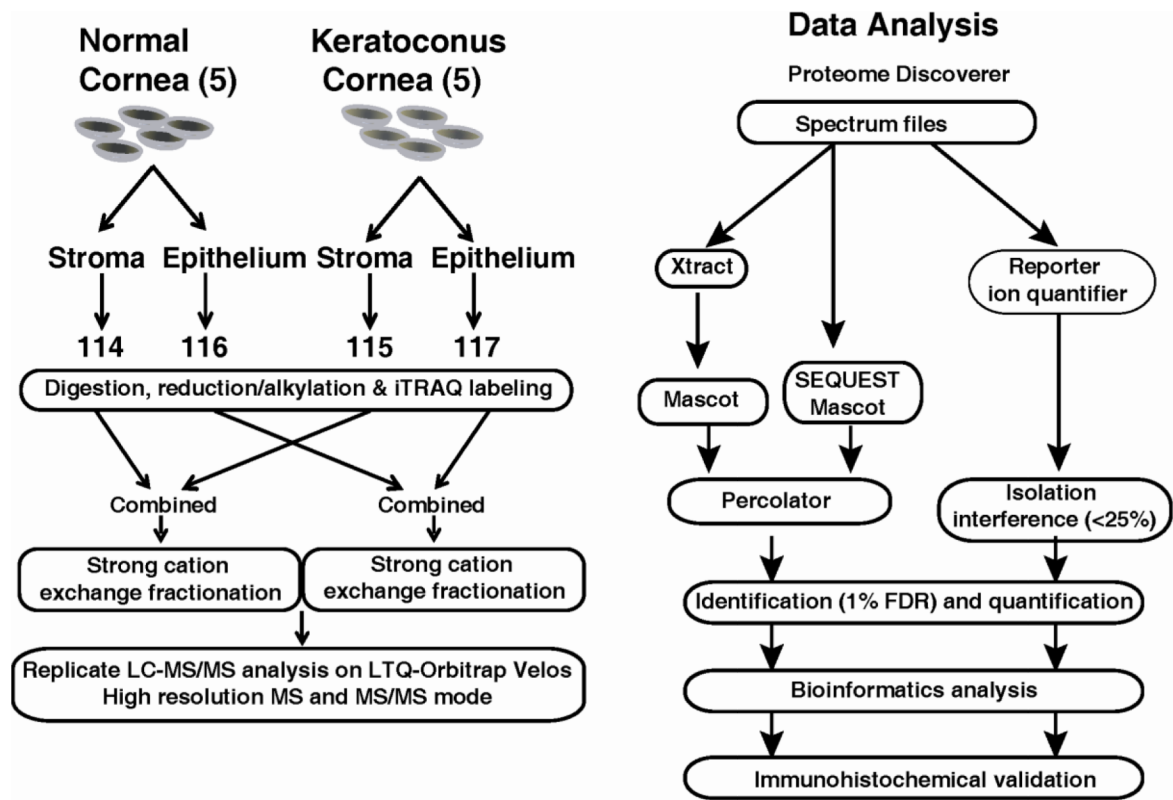 Normal
Cornea (5)
Keratoconus
Cornea (5)
Stroma
Epithelium
Stroma
Epithelium
114
116
115
117
Digestion, reduction/alkylation & iTRAQ labeling
Combined
Combined
Strong cation
exchange fractionation
Strong cation
exchange fractionation
Replicate LC-MS/MS analysis on LTQ-Orbitrap Velos
High resolution MS and MS/MS mode
Data Analysis
Proteome Discoverer
Spectrum files
Xtract
Reporter
ion quantifier
Mascot
SEQUEST
Mascot
Percolator
Isolation
interference (<25%)
Identification (1% FDR) and quantification
Bioinformatics analysis
Immunohistochemical validation